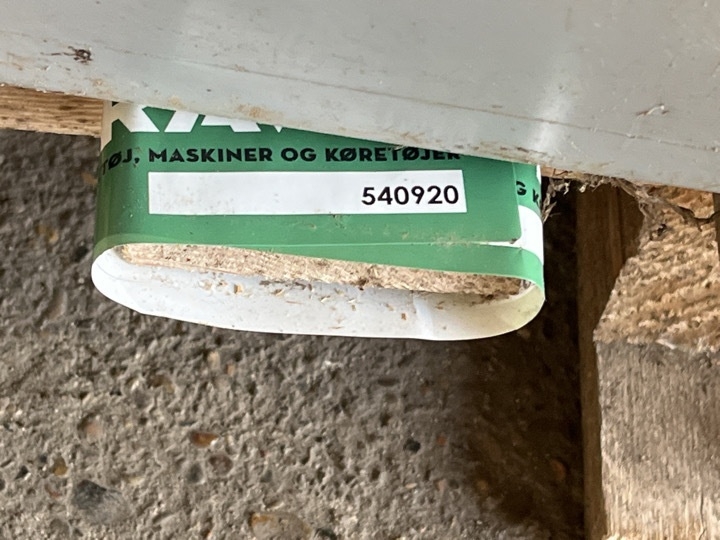 TØJ, MASKINER OG KØRETØJER
540920